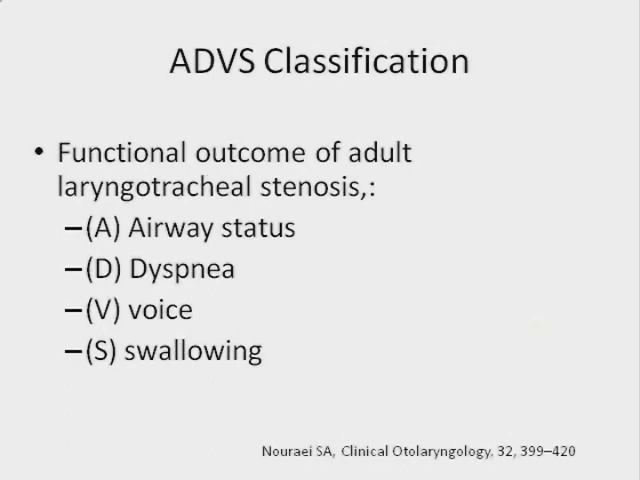 ADVS Classification
• Functional outcome of adult
laryngotracheal stenosis,:
–(A) Airway status
–(D) Dyspnea
–(V) voice
–(S) swallowing
Nouraei SA, Clinical Otolaryngology, 32, 399–420